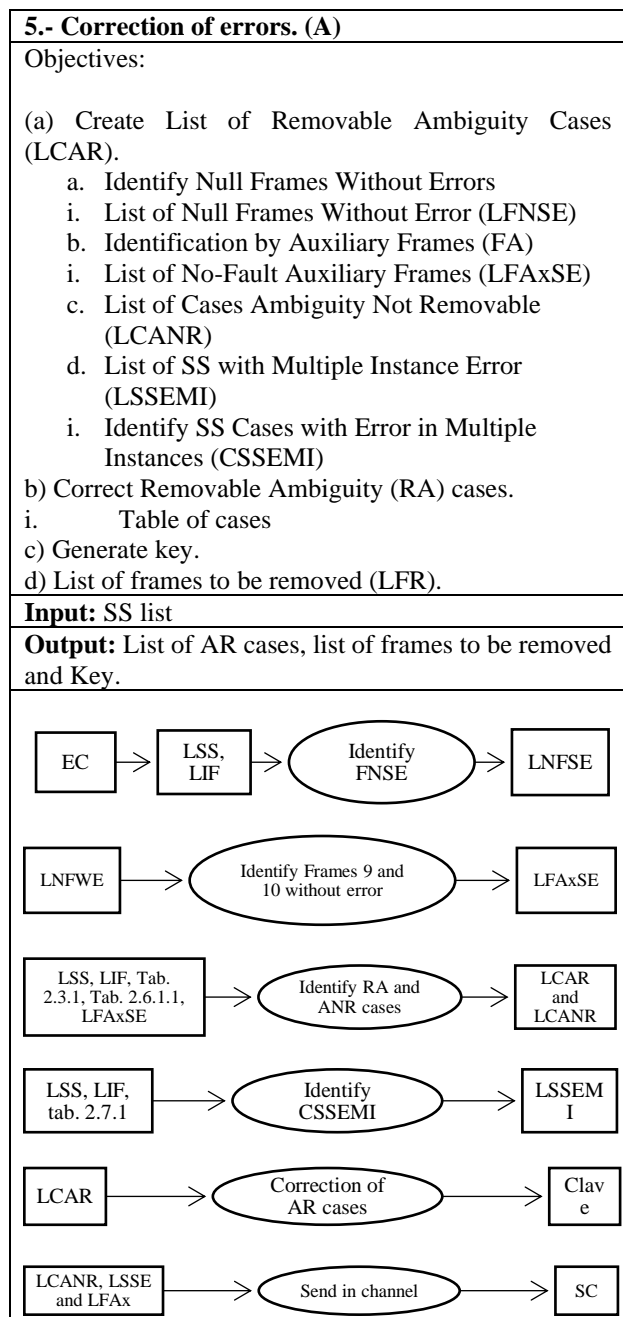 5.- Correction of errors. (A)
Objectives:
(a) Create List of Removable Ambiguity Cases
(LCAR).
a. Identify Null Frames Without Errors
i. List of Null Frames Without Error (LFNSE)
b. Identification by Auxiliary Frames (FA)
i. List of No-Fault Auxiliary Frames (LFAxSE)
c. List of Cases Ambiguity Not Removable
(LCANR)
d. List of SS with Multiple Instance Error
(LSSEMI)
i. Identify SS Cases with Error in Multiple
Instances (CSSEMI)
b) Correct Removable Ambiguity (RA) cases.
i. Table of cases
c) Generate key.
d) List of frames to be removed (LFR).
Input: SS list
Output: List of AR cases, list of frames to be removed
and Key.
EC
LSS,
LIF
Identify
FNSE
LNFSE
LNFWE
Identify Frames 9 and
10 without error
LFAxSE
LSS, LIF, Tab.
2.3.1, Tab. 2.6.1.1,
LFAxSE
Identify RA and
ANR cases
LCAR
and
LCANR
LSS, LIF,
tab. 2.7.1
Identify
CSSEMI
LSSEM
I
LCAR
Correction of
AR cases
Clav
e
LCANR, LSSE
and LFAx
Send in channel
SC